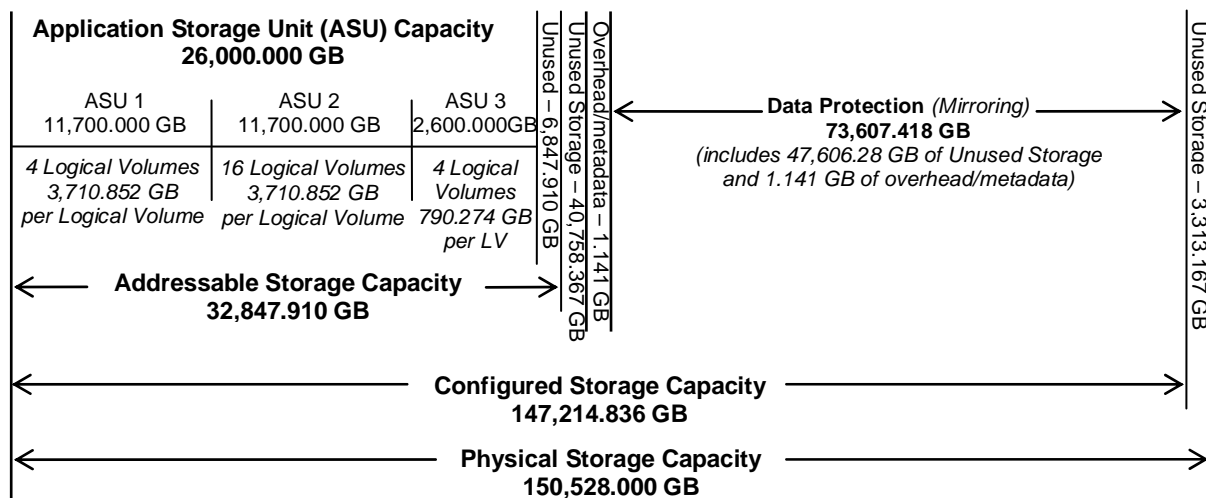 Application Storage Unit (ASU) Capacity
26,000.000 GB
ASU 1
11,700.000 GB
ASU 2
11,700.000 GB
ASU 3
2,600.000GB
4 Logical Volumes
3,710.852 GB
per Logical Volume
16 Logical Volumes
3,710.852 GB
per Logical Volume
4 Logical
Volumes
790.274 GB
per LV
Unused – 6,847.910 GB
Unused Storage – 40,758.367 GB
Overhead/metadata – 1.141 GB
Data Protection (Mirroring)
73,607.418 GB
(includes 47,606.28 GB of Unused Storage
and 1.141 GB of overhead/metadata)
Unused Storage – 3,313.167 GB
Addressable Storage Capacity
32,847.910 GB
Configured Storage Capacity
147,214.836 GB
Physical Storage Capacity
150,528.000 GB